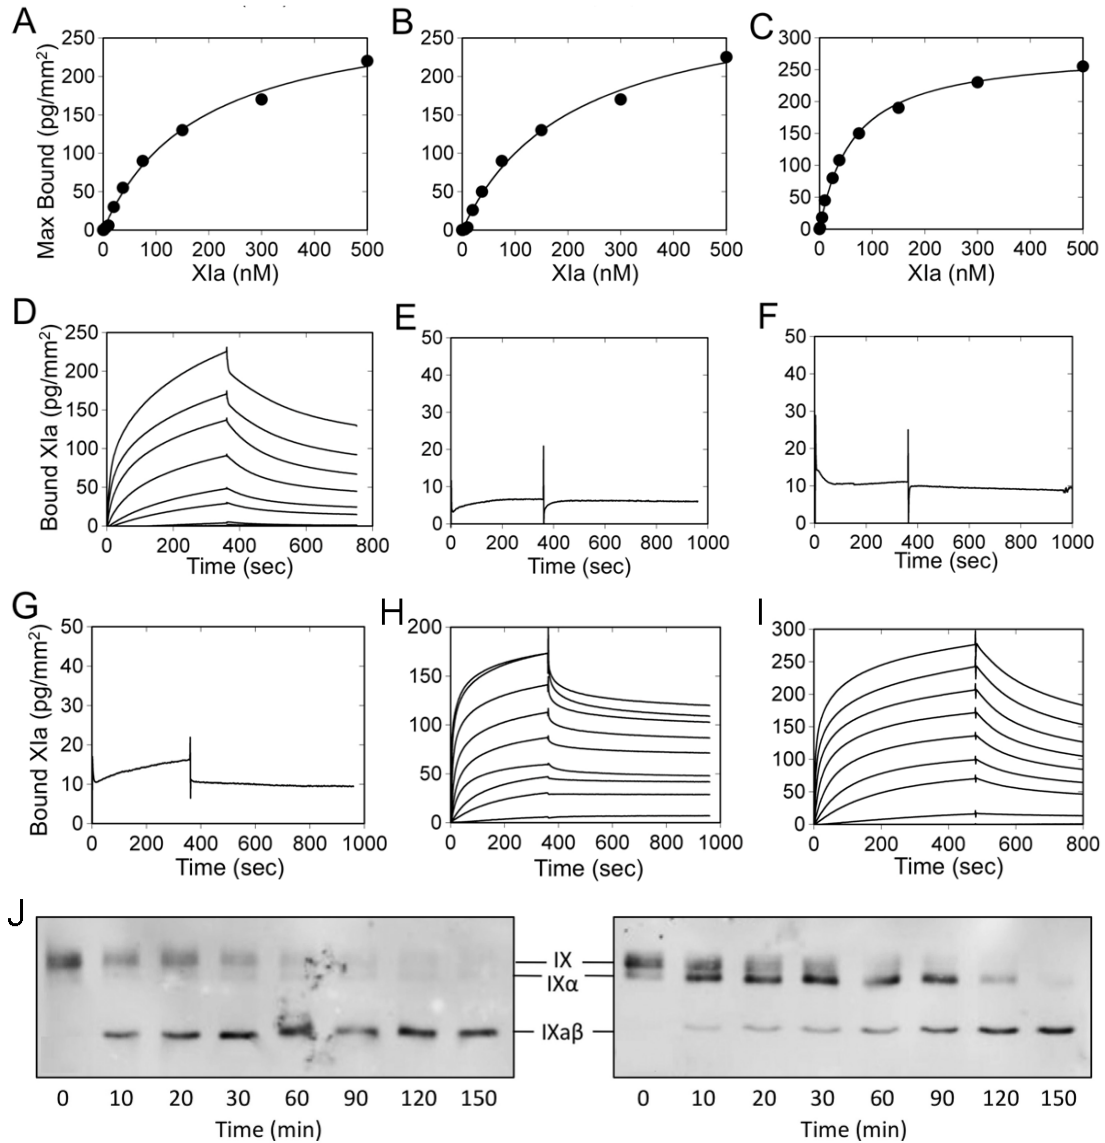 A
B
C
250
200
150
100
50
0
Max Bound (pg/mm²)
0 100 200 300 400 500
XIa (nM)
250
200
150
100
50
0
0 100 200 300 400 500
XIa (nM)
300
250
200
150
100
50
0
0 100 200 300 400 500
XIa (nM)
D
E
F
250
200
150
100
50
0
Bound XIa (pg/mm²)
0 200 400 600 800
Time (sec)
50
40
30
20
10
0
0 200 400 600 800 1000
Time (sec)
50
40
30
20
10
0
0 200 400 600 800 1000
Time (sec)
G
H
I
50
40
30
20
10
0
Bound XIa (pg/mm²)
0 200 400 600 800 1000
Time (sec)
200
150
100
50
0
0 200 400 600 800 1000
Time (sec)
300
250
200
150
100
50
0
0 200 400 600 800
Time (sec)
J
IX
IXα
IXaβ
0 10 20 30 60 90 120 150
Time (min)
0 10 20 30 60 90 120 150
Time (min)